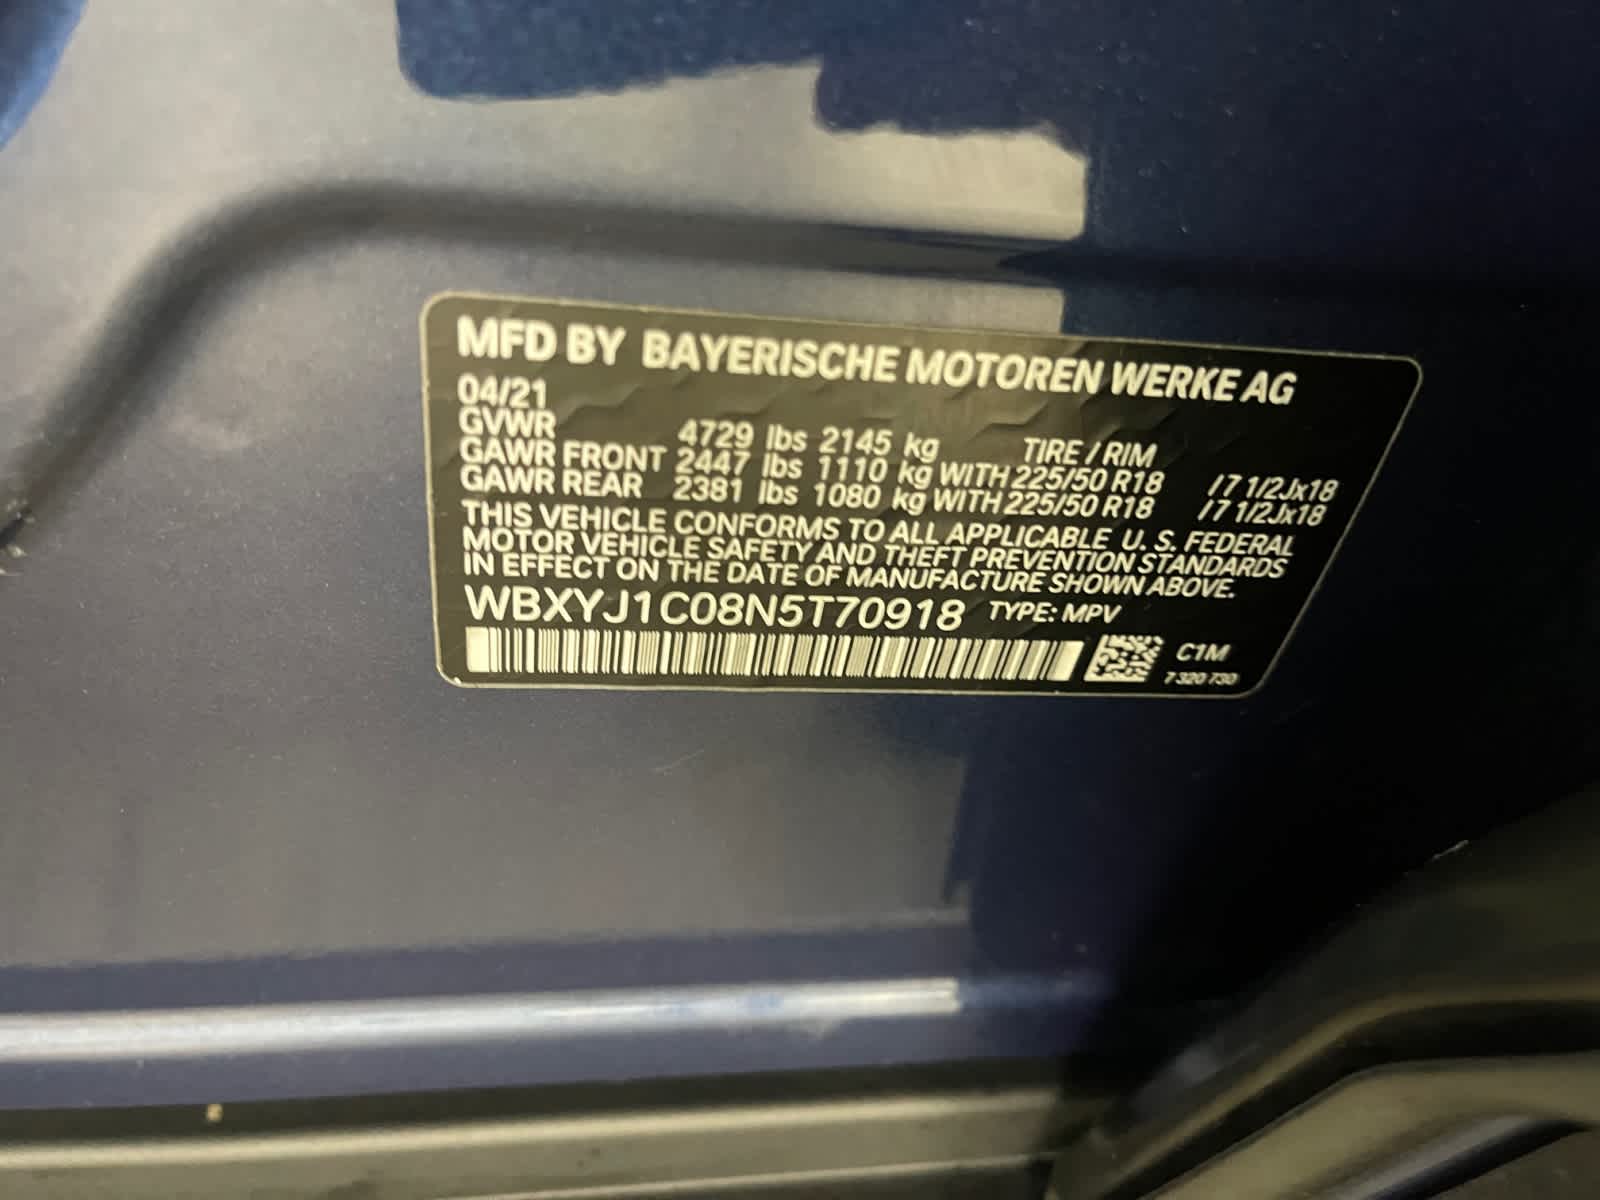 MFD BY BAYERISCHE MOTOREN WERKE AG
04/21
GVWR 4729 lbs 2145 kg TIRE / RIM
GAWR FRONT 2447 lbs 1110 kg WITH 225/50 R18 / 7 1/2Jx18
GAWR REAR 2381 lbs 1080 kg WITH 225/50 R18 / 7 1/2Jx18
THIS VEHICLE CONFORMS TO ALL APPLICABLE U. S. FEDERAL
MOTOR VEHICLE SAFETY AND THEFT PREVENTION STANDARDS
IN EFFECT ON THE DATE OF MANUFACTURE SHOWN ABOVE.
WBXYJ1C08N5T70918 TYPE: MPV
C1M
7 320 730